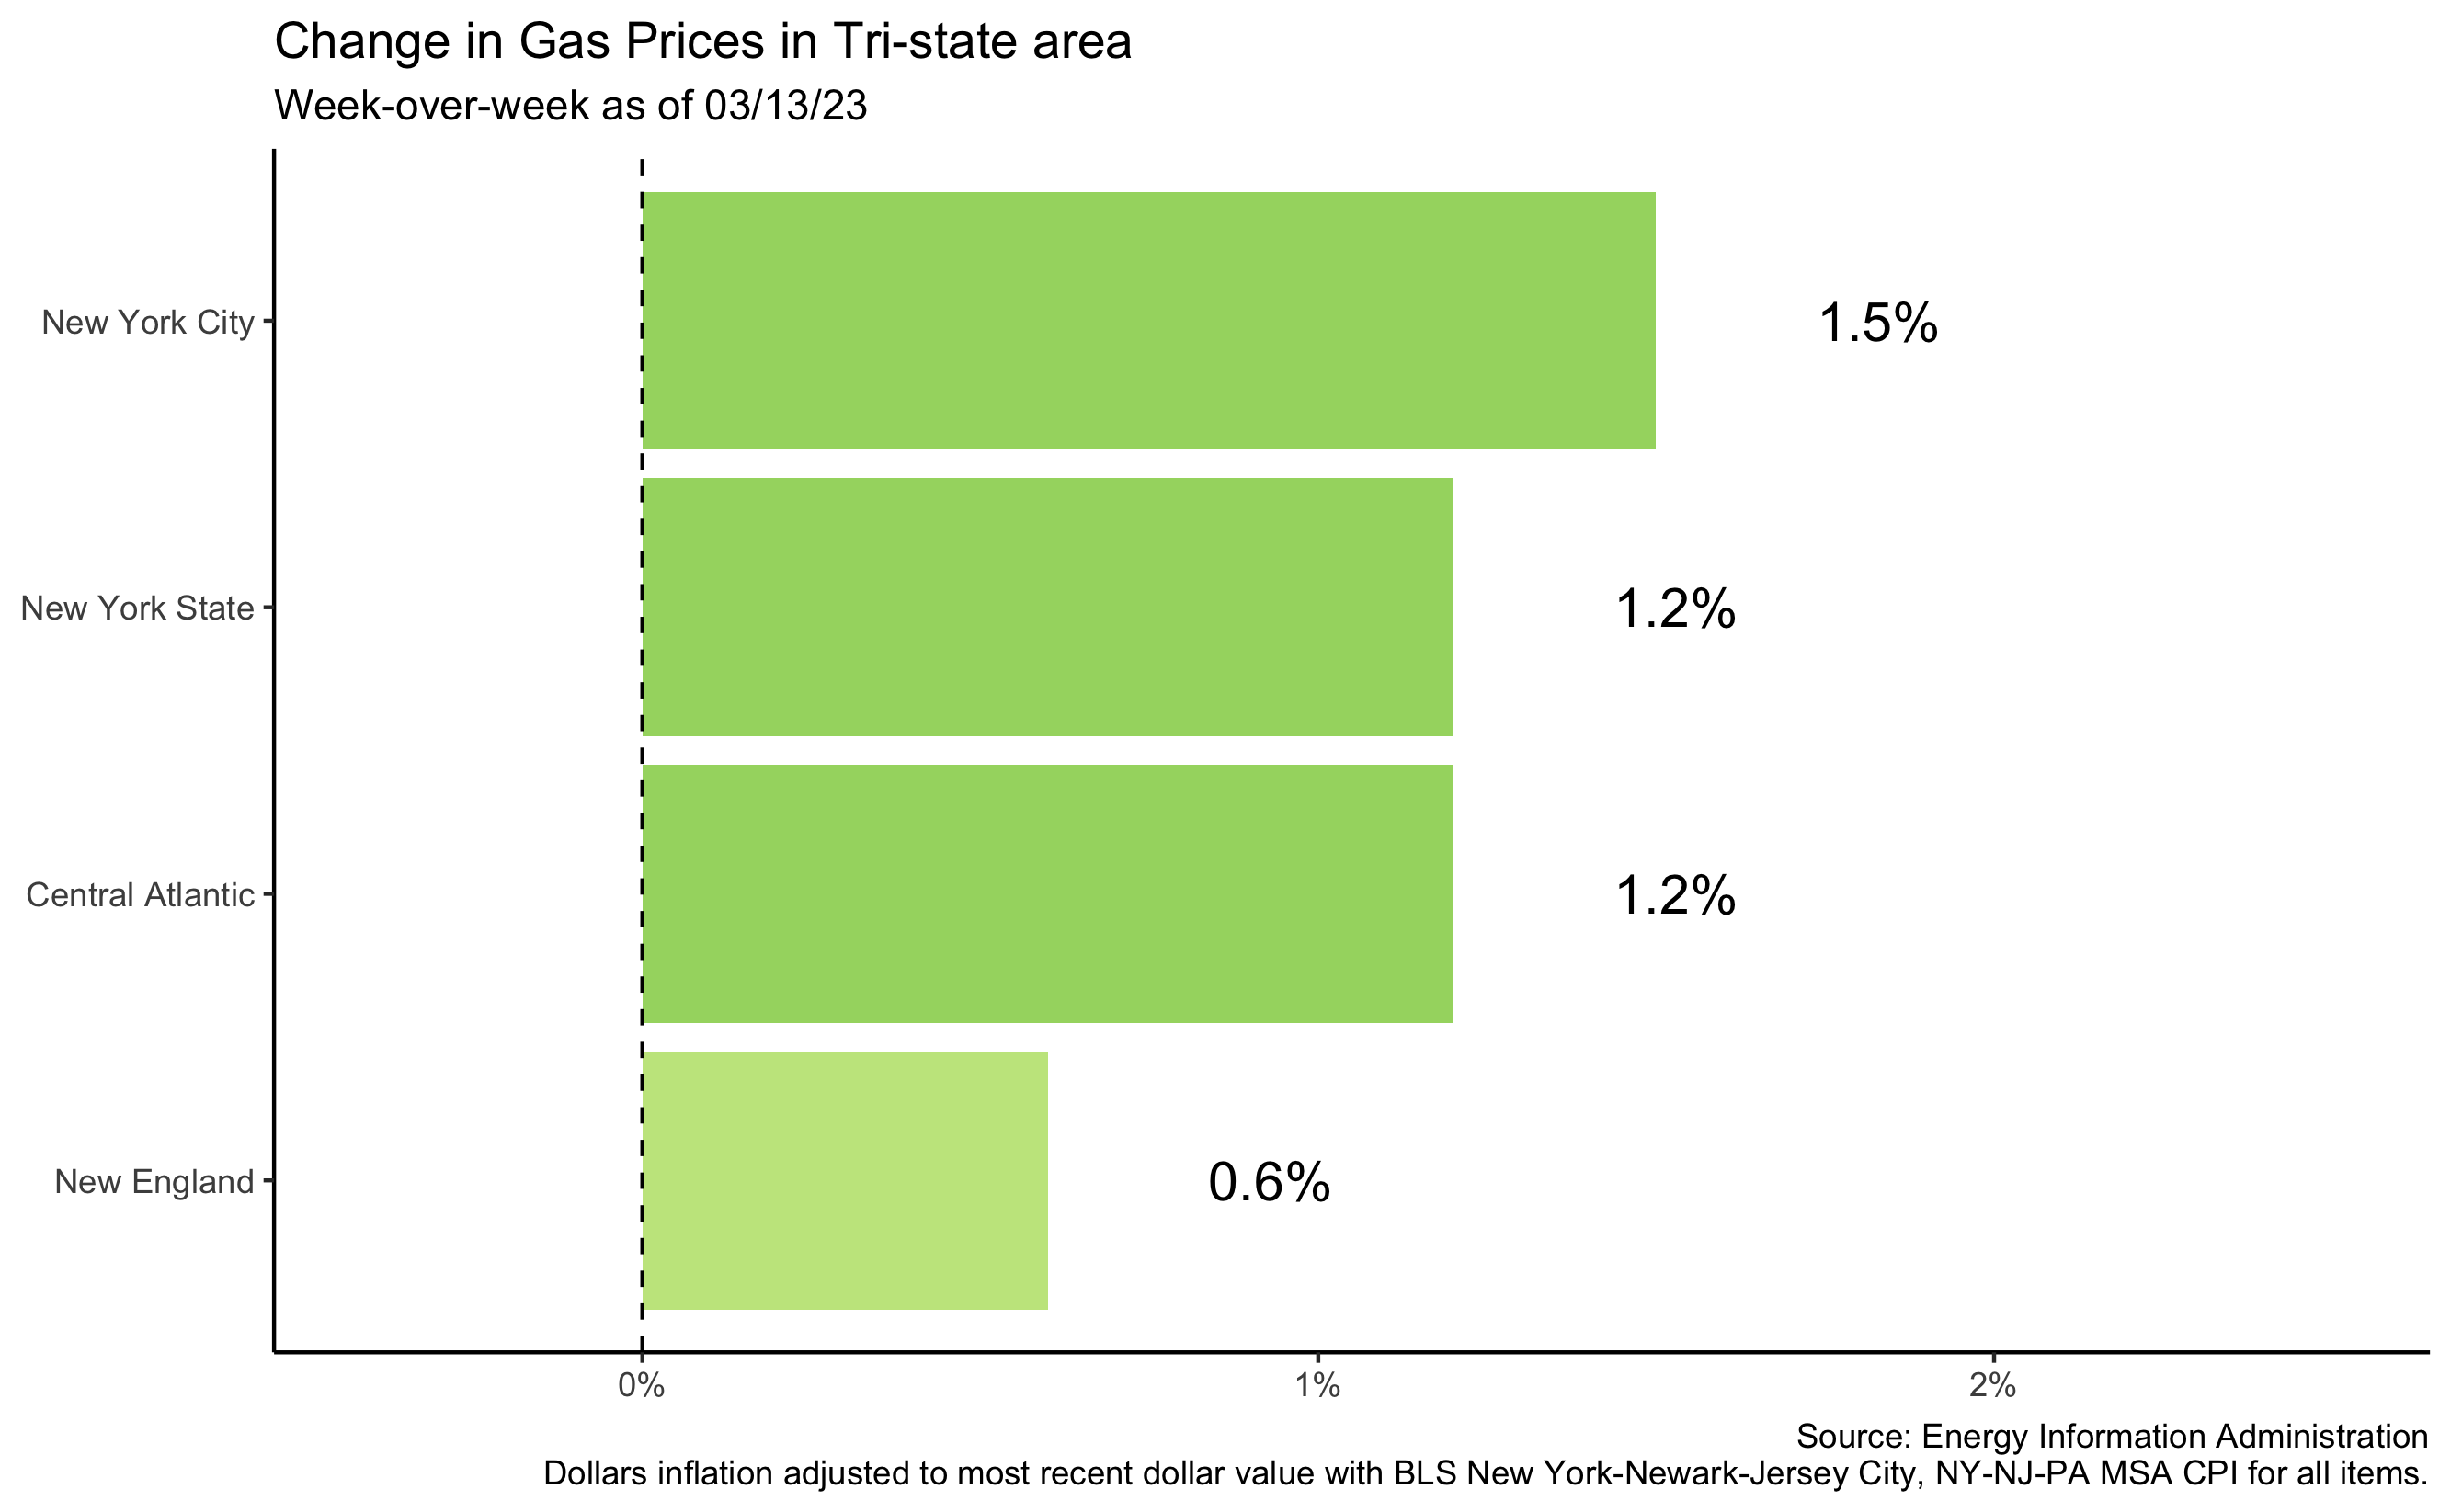 Change in Gas Prices in Tri-state area
Week-over-week as of 03/13/23
New York City
1.5%
New York State
1.2%
Central Atlantic
1.2%
New England
0.6%
0%
1%
2%
Source: Energy Information Administration
Dollars inflation adjusted to most recent dollar value with BLS New York-Newark-Jersey City, NY-NJ-PA MSA CPI for all items.